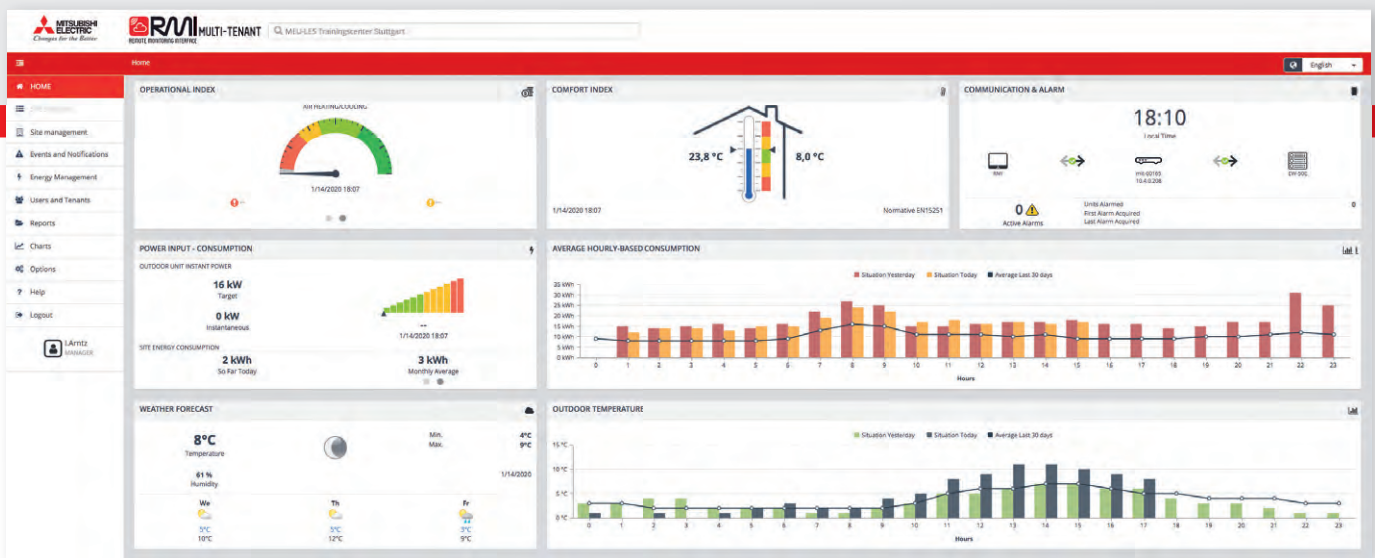 MITSUBISHI
ELECTRIC
Changes for the Better
RMI MULTI-TENANT
REMOTE MONITORING INTERFACE
MEU-LES Trainingscenter Stuttgart
Home
English
HOME
Site management
Events and Notifications
Energy Management
Users and Tenants
Reports
Charts
Options
Help
Logout
LArntz
MANAGER
OPERATIONAL INDEX
AIR HEATING/COOLING
1/14/2020 18:07
--
--
COMFORT INDEX
23,8 °C
8,0 °C
1/14/2020 18:07
Normative EN15251
COMMUNICATION & ALARM
18:10
Local Time
RMI
10.4.0.208
0
Active Alarms
Units Alarmed
0
First Alarm Acquired
Last Alarm Acquired
POWER INPUT - CONSUMPTION
OUTDOOR UNIT INSTANT POWER
16 kW
Target
0 kW
Instantaneous
--
1/14/2020 18:07
SITE ENERGY CONSUMPTION
2 kWh
So Far Today
3 kWh
Monthly Average
AVERAGE HOURLY-BASED CONSUMPTION
Situation Yesterday
Situation Today
Average Last 30 days
35 kWh
30 kWh
25 kWh
20 kWh
15 kWh
10 kWh
5 kWh
0 kWh
0 1 2 3 4 5 6 7 8 9 10 11 12 13 14 15 16 17 18 19 20 21 22 23
Hours
WEATHER FORECAST
8°C
Temperature
61 %
Humidity
Min. 4°C
Max. 9°C
1/14/2020
We
5°C
10°C
Th
5°C
12°C
Fr
3°C
9°C
OUTDOOR TEMPERATURE
Situation Yesterday
Situation Today
Average Last 30 days
15 °C
10 °C
5 °C
0 °C
0 1 2 3 4 5 6 7 8 9 10 11 12 13 14 15 16 17 18 19 20 21 22 23
Hours